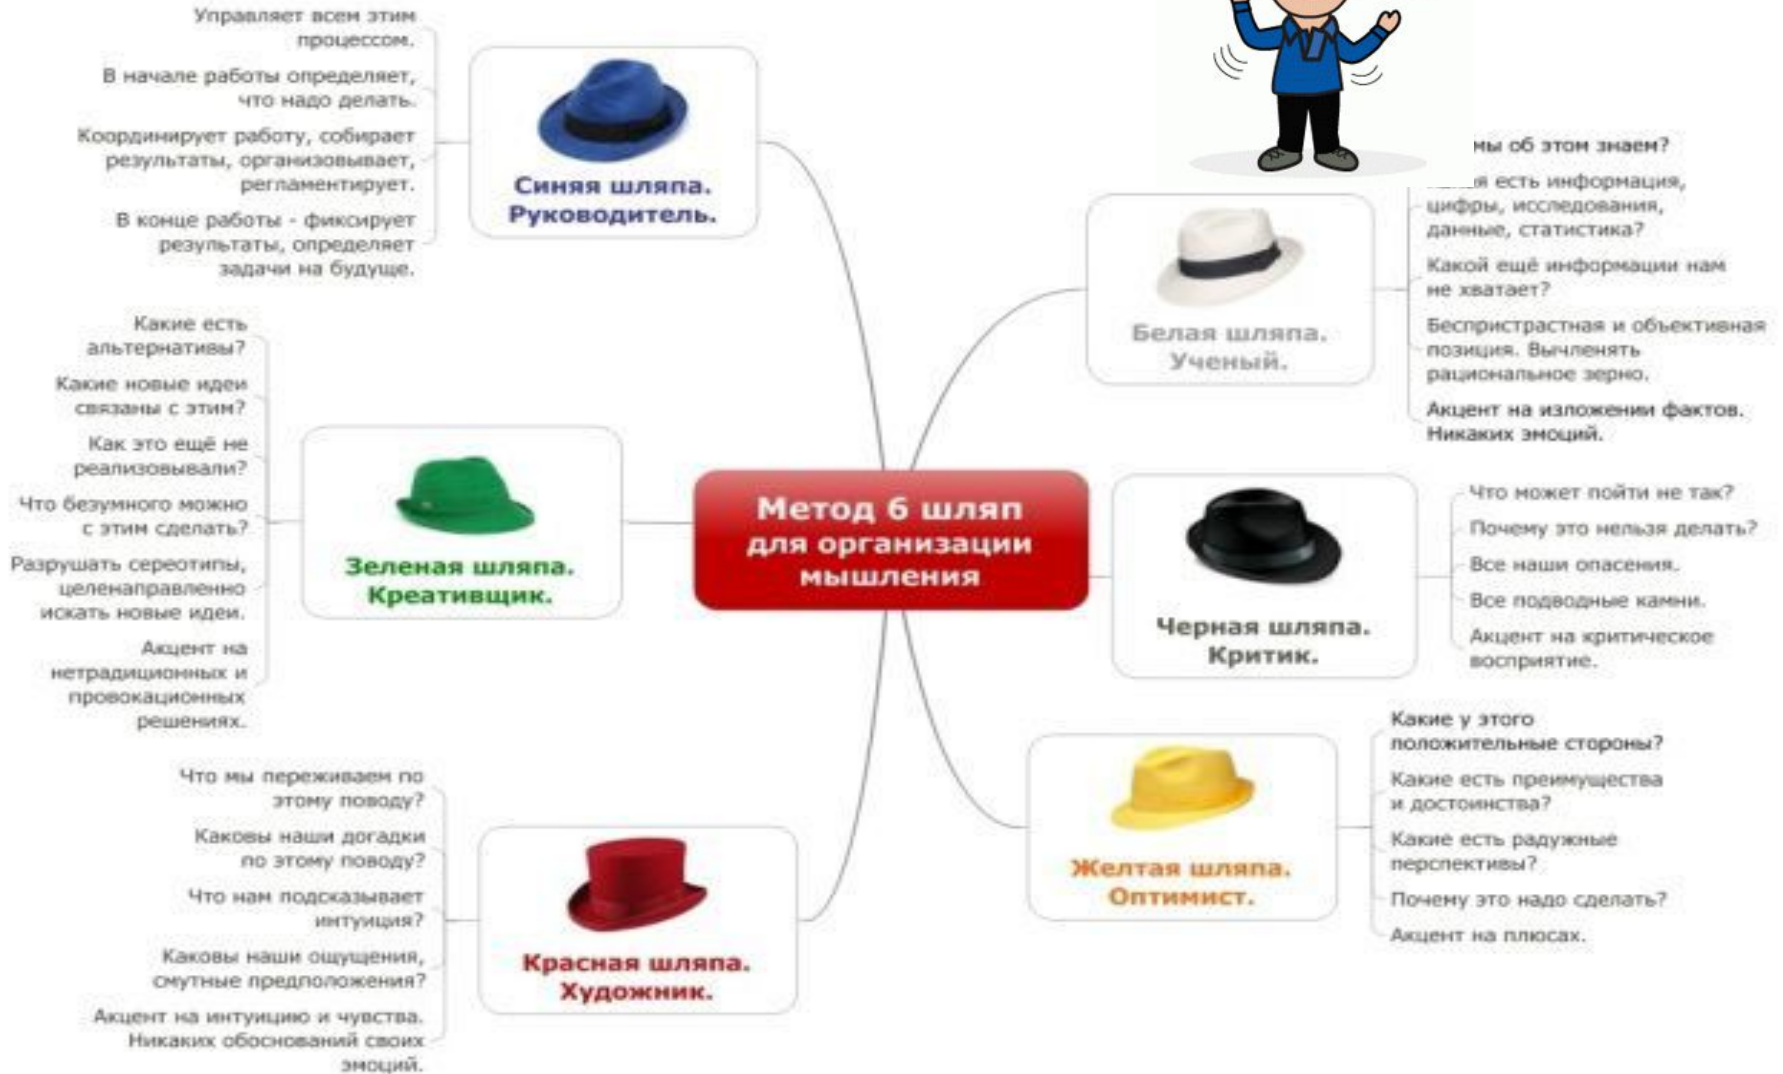 Управляет всем этим
процессом.
В начале работы определяет,
что надо делать.
Координирует работу, собирает
результаты, организовывает,
регламентирует.
В конце работы - фиксирует
результаты, определяет
задачи на будуще.
Синяя шляпа.
Руководитель.
Какие есть
альтернативы?
Какие новые идеи
связаны с этим?
Как это ещё не
реализовывали?
Что безумного можно
с этим сделать?
Разрушать сереотипы,
целенаправленно
искать новые идеи.
Акцент на
нетрадиционных и
провокационных
решениях.
Зеленая шляпа.
Креативщик.
Что мы переживаем по
этому поводу?
Каковы наши догадки
по этому поводу?
Что нам подсказывает
интуиция?
Каковы наши ощущения,
смутные предположения?
Акцент на интуицию и чувства.
Никаких обоснований своих
эмоций.
Красная шляпа.
Художник.
Метод 6 шляп
для организации
мышления
Белая шляпа.
Ученый.
мы об этом знаем?
есть информация,
цифры, исследования,
данные, статистика?
Какой ещё информации нам
не хватает?
Беспристрастная и объективная
позиция. Вычленять
рациональное зерно.
Акцент на изложении фактов.
Никаких эмоций.
Черная шляпа.
Критик.
Что может пойти не так?
Почему это нельзя делать?
Все наши опасения.
Все подводные камни.
Акцент на критическое
восприятие.
Желтая шляпа.
Оптимист.
Какие у этого
положительные стороны?
Какие есть преимущества
и достоинства?
Какие есть радужные
перспективы?
Почему это надо сделать?
Акцент на плюсах.